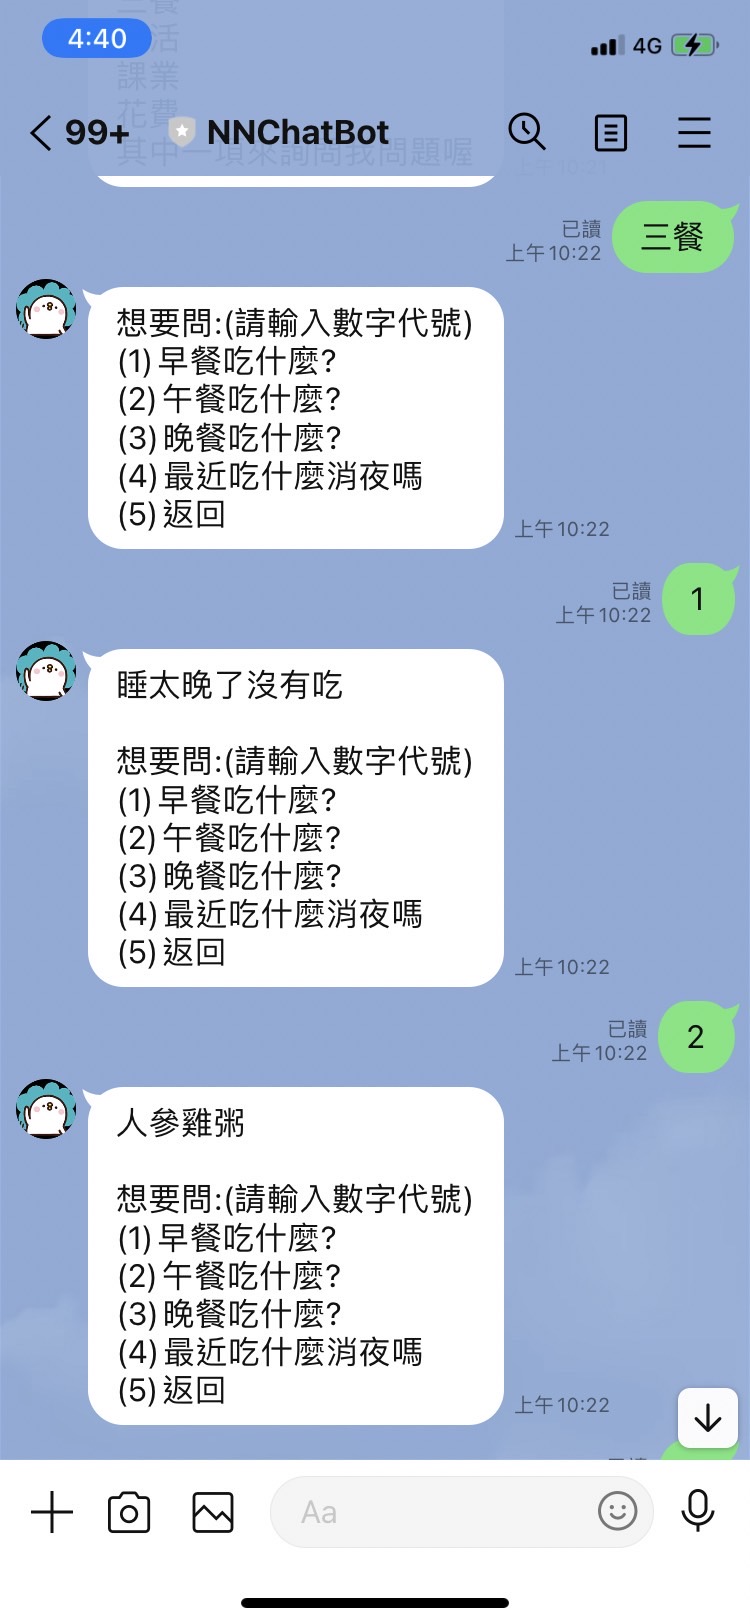 4:40
4G
三餐
活
課業
花費
其中一項來詢問我問題喔
上午10:21
99+
NNChatBot
已讀
上午10:22
三餐
想要問:(請輸入數字代號)
(1)早餐吃什麼?
(2)午餐吃什麼?
(3)晚餐吃什麼?
(4)最近吃什麼消夜嗎
(5)返回
上午10:22
已讀
上午10:22
1
睡太晚了沒有吃
想要問:(請輸入數字代號)
(1)早餐吃什麼?
(2)午餐吃什麼?
(3)晚餐吃什麼?
(4)最近吃什麼消夜嗎
(5)返回
上午10:22
已讀
上午10:22
2
人參雞粥
想要問:(請輸入數字代號)
(1)早餐吃什麼?
(2)午餐吃什麼?
(3)晚餐吃什麼?
(4)最近吃什麼消夜嗎
(5)返回
上午10:22
已讀
Aa